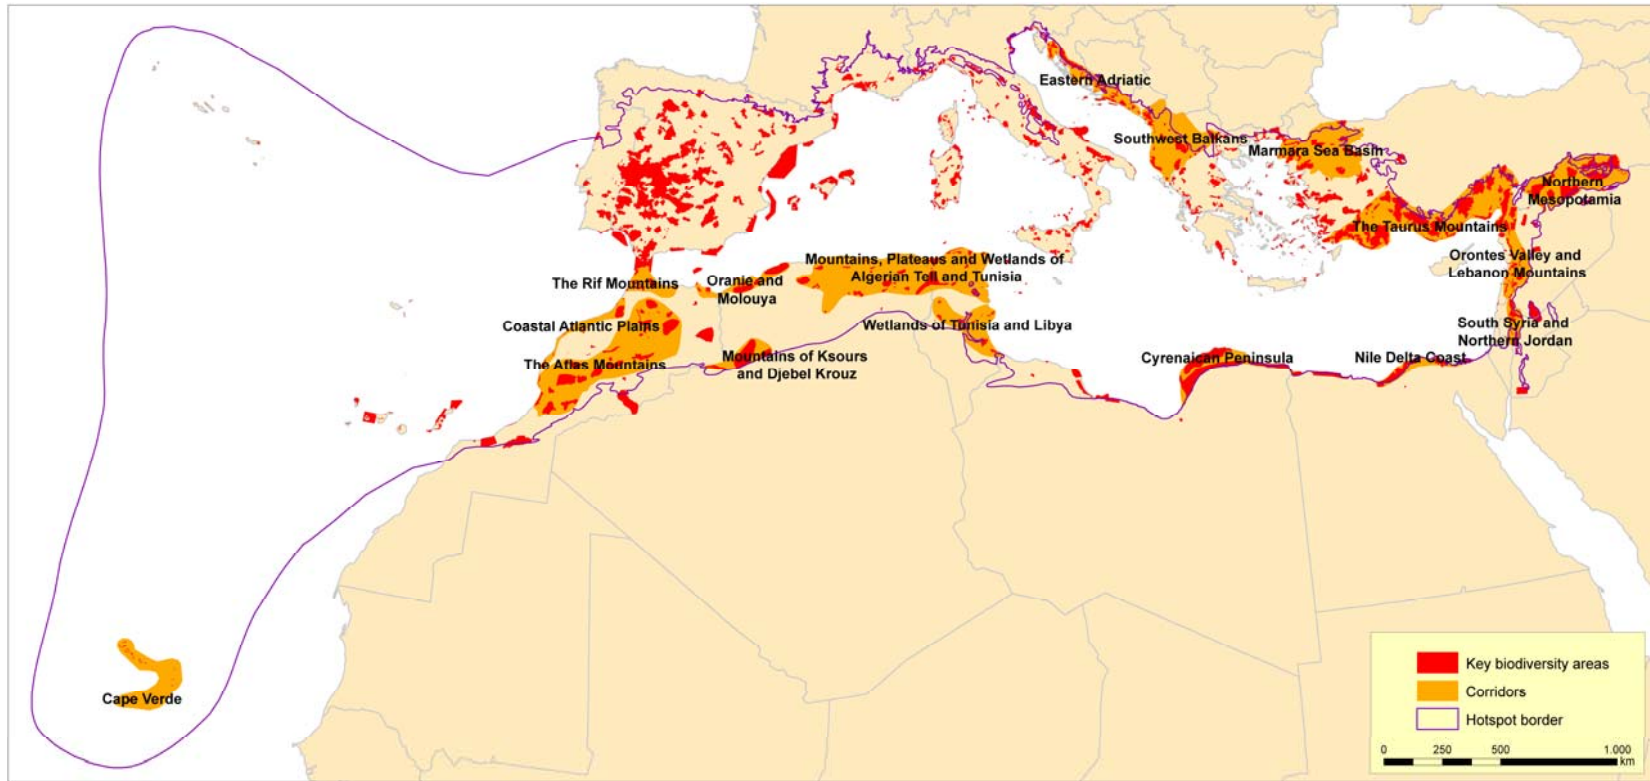 Eastern Adriatic
Southwest Balkans
Marmara Sea Basin
Northern
Mesopotamia
The Taurus Mountains
Mountains, Plateaus and Wetlands of
Algerian Tell and Tunisia
Orontes Valley and
Lebanon Mountains
The Rif Mountains
Oranie and
Molouya
Coastal Atlantic Plains
Wetlands of Tunisia and Libya
South Syria and
Northern Jordan
The Atlas Mountains
Mountains of Ksours
and Djebel Krouz
Cyrenaican Peninsula
Nile Delta Coast
Cape Verde
Key biodiversity areas
Corridors
Hotspot border
0 250 500 1.000
km